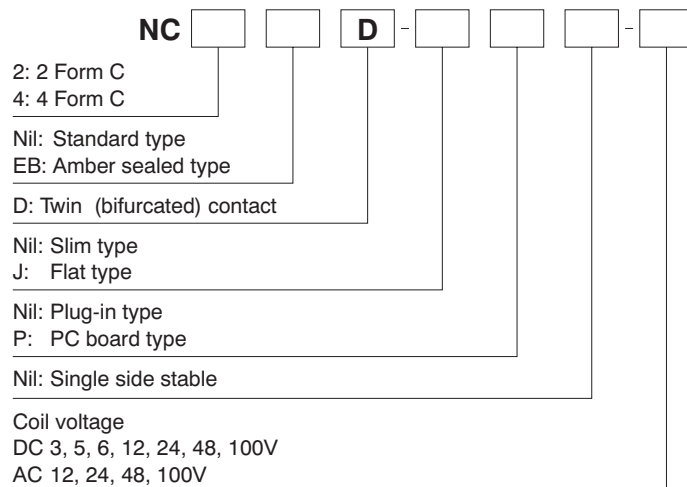 NC D - -
2: 2 Form C
4: 4 Form C
Nil: Standard type
EB: Amber sealed type
D: Twin (bifurcated) contact
Nil: Slim type
J: Flat type
Nil: Plug-in type
P: PC board type
Nil: Single side stable
Coil voltage
DC 3, 5, 6, 12, 24, 48, 100V
AC 12, 24, 48, 100V